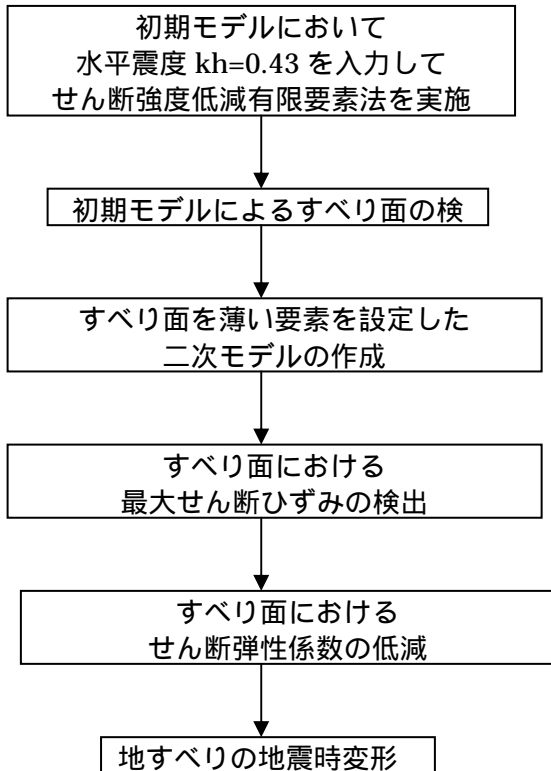 初期モデルにおいて
水平震度 kh=0.43 を入力して
せん断強度低減有限要素法を実施
初期モデルによるすべり面の検
すべり面を薄い要素を設定した
二次モデルの作成
すべり面における
最大せん断ひずみの検出
すべり面における
せん断弾性係数の低減
地すべりの地震時変形